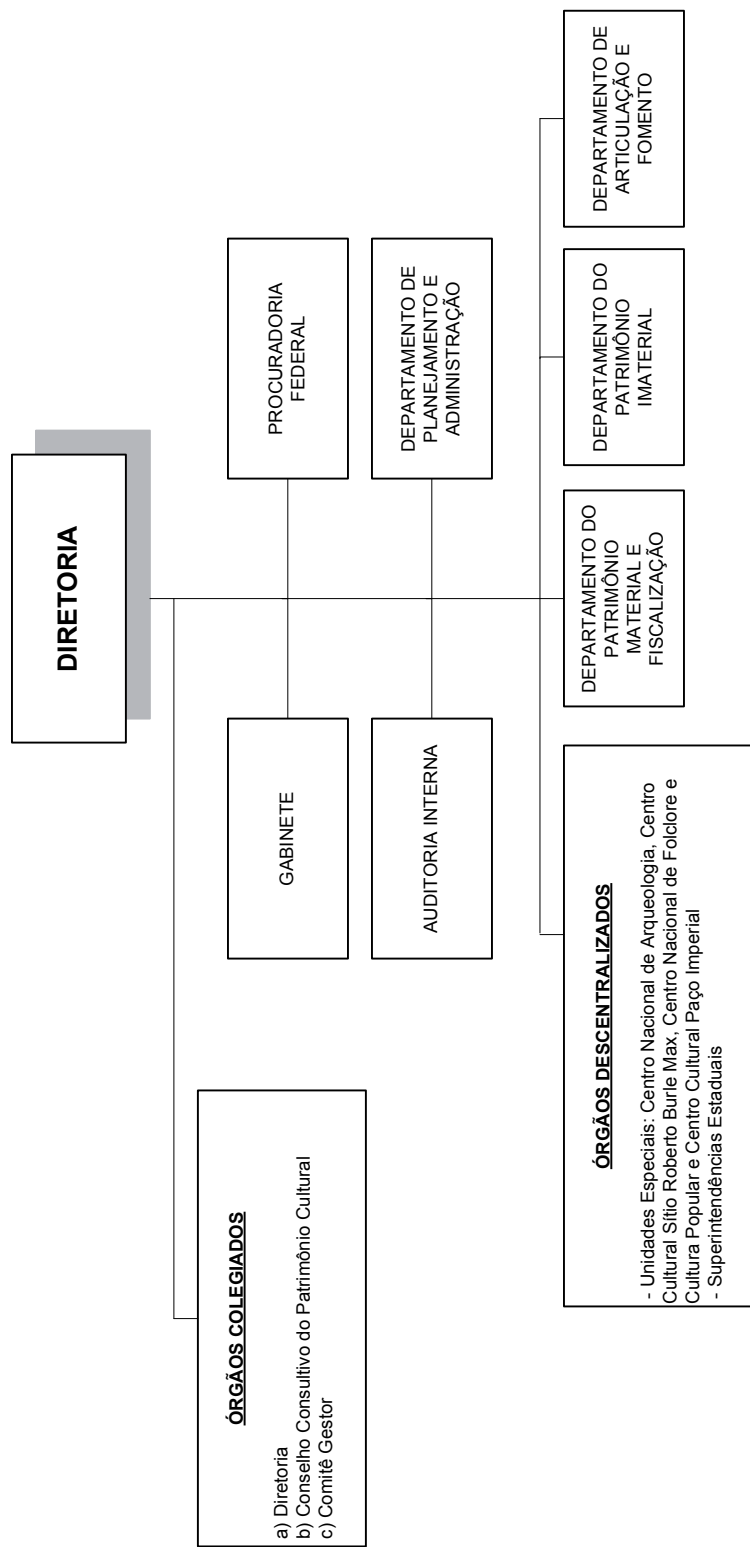 DIRETORIA
ÓRGÃOS COLEGIADOS
a) Diretoria
b) Conselho Consultivo do Patrimônio Cultural
c) Comitê Gestor
GABINETE
PROCURADORIA
FEDERAL
AUDITORIA INTERNA
DEPARTAMENTO DE
PLANEJAMENTO E
ADMINISTRAÇÃO
ÓRGÃOS DESCENTRALIZADOS
- Unidades Especiais: Centro Nacional de Arqueologia, Centro
Cultural Sítio Roberto Burle Max, Centro Nacional de Folclore e
Cultura Popular e Centro Cultural Paço Imperial
- Superintendências Estaduais
DEPARTAMENTO DO
PATRIMÔNIO
MATERIAL E
FISCALIZAÇÃO
DEPARTAMENTO DO
PATRIMÔNIO
IMATERIAL
DEPARTAMENTO DE
ARTICULAÇÃO E
FOMENTO